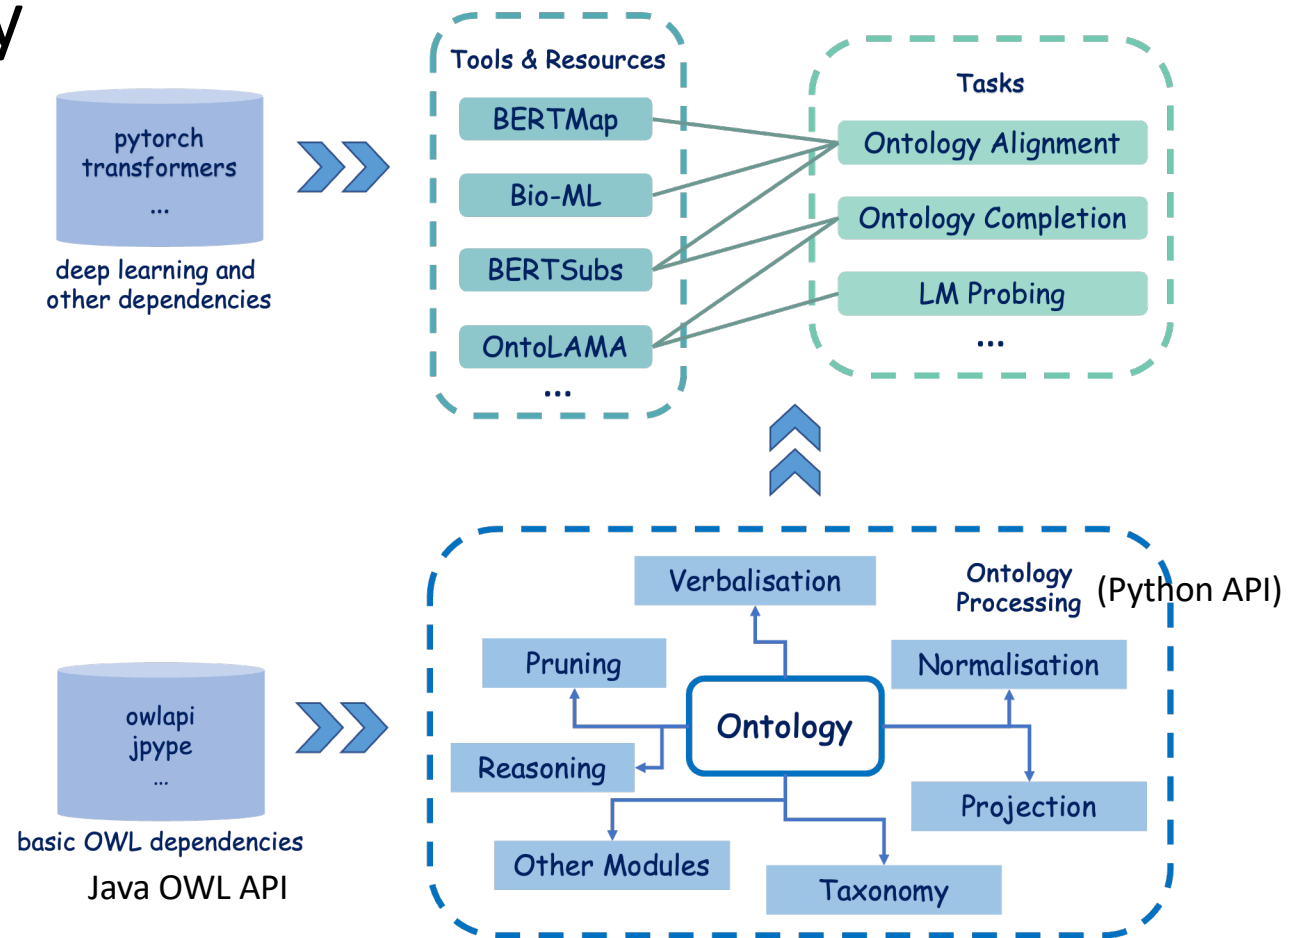 y
Tools & Resources
BERTMap
Bio-ML
BERTSubs
OntoLAMA
...
Tasks
Ontology Alignment
Ontology Completion
LM Probing
...
pytorch
transformers
...
deep learning and
other dependencies
Ontology
Processing
(Python API)
Verbalisation
Pruning
Normalisation
Ontology
Reasoning
Projection
Other Modules
Taxonomy
owlapi
jpype
...
basic OWL dependencies
Java OWL API